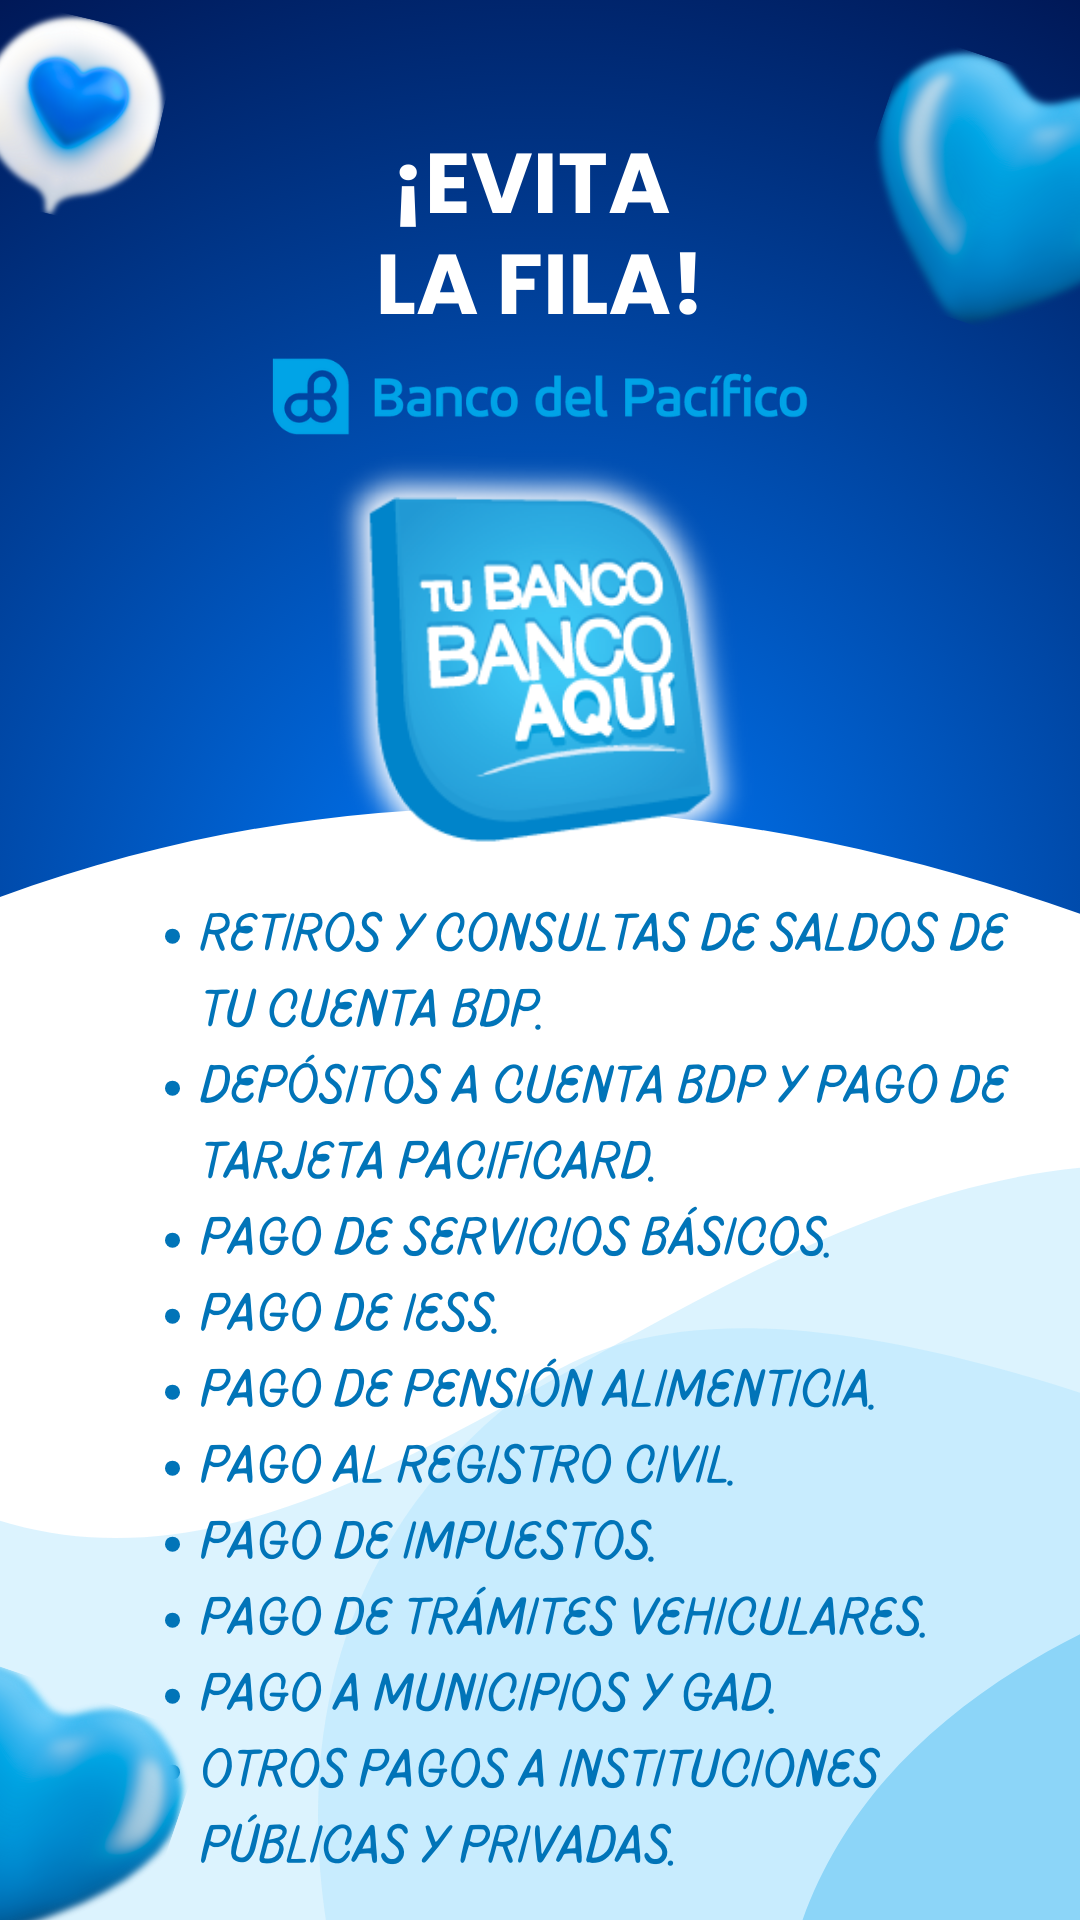 ¡EVITA
LA FILA!
Banco del Pacífico
TU BANCO
BANCO
AQUÍ
• RETIROS Y CONSULTAS DE SALDOS DE
TU CUENTA BDP.
• DEPÓSITOS A CUENTA BDP Y PAGO DE
TARJETA PACIFICARD.
• PAGO DE SERVICIOS BÁSICOS.
• PAGO DE IESS.
• PAGO DE PENSIÓN ALIMENTICIA.
• PAGO AL REGISTRO CIVIL.
• PAGO DE IMPUESTOS.
• PAGO DE TRÁMITES VEHICULARES.
• PAGO A MUNICIPIOS Y GAD.
• OTROS PAGOS A INSTITUCIONES
PÚBLICAS Y PRIVADAS.